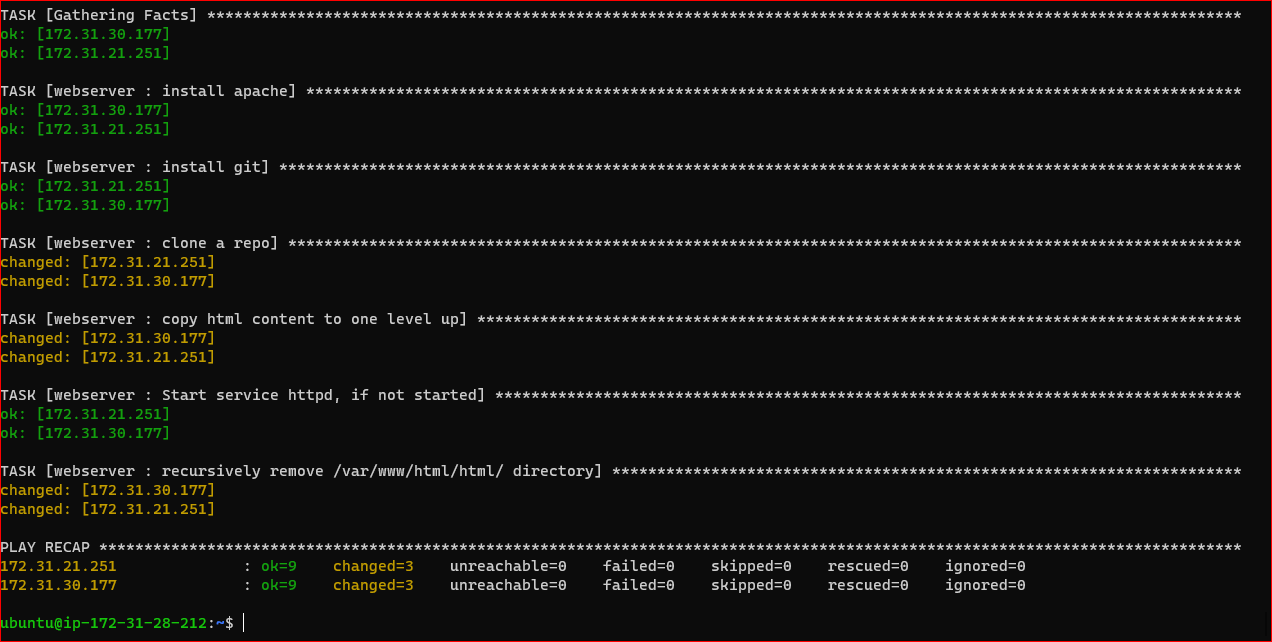 TASK [Gathering Facts] *******************************************************************************************************************
ok: [172.31.30.177]
ok: [172.31.21.251]
TASK [webserver : install apache] ********************************************************************************************************
ok: [172.31.30.177]
ok: [172.31.21.251]
TASK [webserver : install git] ***********************************************************************************************************
ok: [172.31.21.251]
ok: [172.31.30.177]
TASK [webserver : clone a repo] **********************************************************************************************************
changed: [172.31.21.251]
changed: [172.31.30.177]
TASK [webserver : copy html content to one level up] *************************************************************************************
changed: [172.31.30.177]
changed: [172.31.21.251]
TASK [webserver : Start service httpd, if not started] ***********************************************************************************
ok: [172.31.21.251]
ok: [172.31.30.177]
TASK [webserver : recursively remove /var/www/html/html/ directory] **********************************************************************
changed: [172.31.30.177]
changed: [172.31.21.251]
PLAY RECAP *******************************************************************************************************************************
172.31.21.251              : ok=9    changed=3    unreachable=0    failed=0    skipped=0    rescued=0    ignored=0
172.31.30.177              : ok=9    changed=3    unreachable=0    failed=0    skipped=0    rescued=0    ignored=0
ubuntu@ip-172-31-28-212:~$